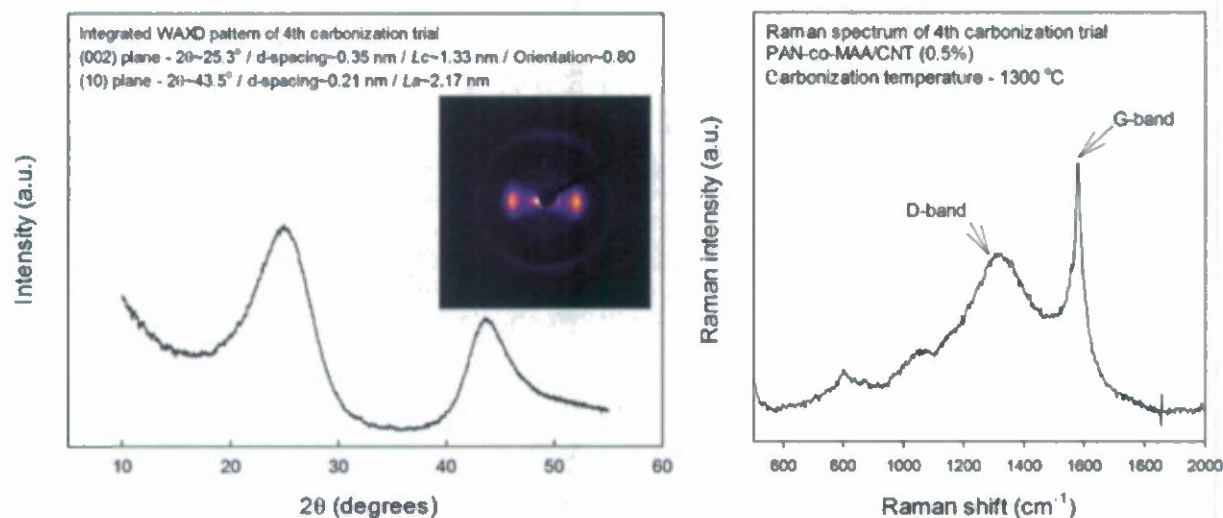 Integrated WAXD pattern of 4th carbonization trial
(002) plane - 2θ~25.3° / d-spacing~0.35 nm / Lc~1.33 nm / Orientation~0.80
(10) plane - 2θ~43.5° / d-spacing~0.21 nm / La~2.17 nm
Intensity (a.u.)
10 20 30 40 50 60
2θ (degrees)
Raman spectrum of 4th carbonization trial
PAN-co-MAA/CNT (0.5%)
Carbonization temperature - 1300 °C
G-band
D-band
Raman intensity (a.u.)
600 800 1000 1200 1400 1600 1800 2000
Raman shift (cm⁻¹)